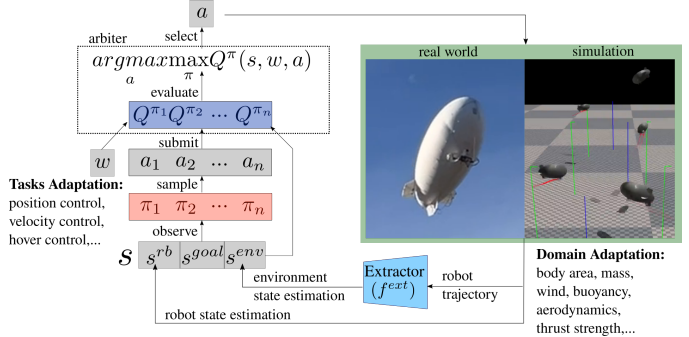 a
arbiter
select
argmax max Q^π(s, w, a)
a
π
evaluate
Q^π1 Q^π2 ... Q^πn
w
submit
a1 a2 ... an
Tasks Adaptation:
position control,
velocity control,
hover control,...
sample
π1 π2 ... πn
observe
s s^rb s^goal s^env
environment
state estimation
robot state estimation
Extractor
(f^ext)
robot
trajectory
real world
simulation
Domain Adaptation:
body area, mass,
wind, buoyancy,
aerodynamics,
thrust strength,...